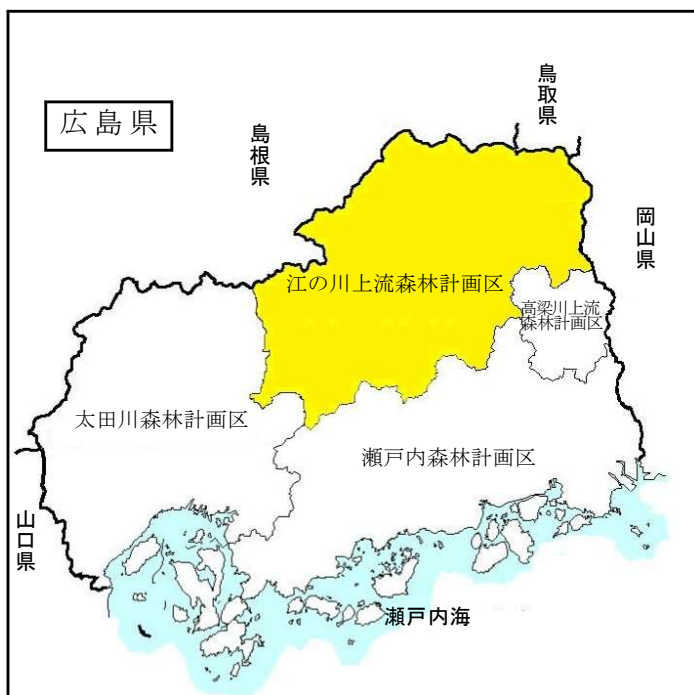 広島県
鳥取県
島根県
岡山県
江の川上流森林計画区
高梁川上流
森林計画区
太田川森林計画区
瀬戸内森林計画区
山口県
瀬戸内海